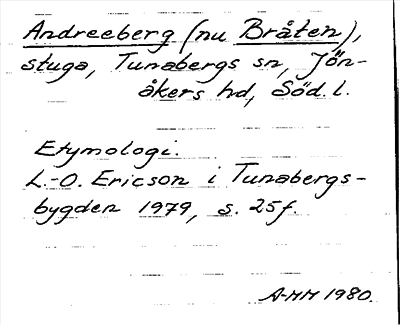 Andreeberg (nu Bråten),
stuga, Tunabergs sn, Jön-
åkers hd, Söd. l.
Etymologi.
L.-O. Ericson i Tunabergs-
bygden 1979, s. 25f.
A-MM 1980.